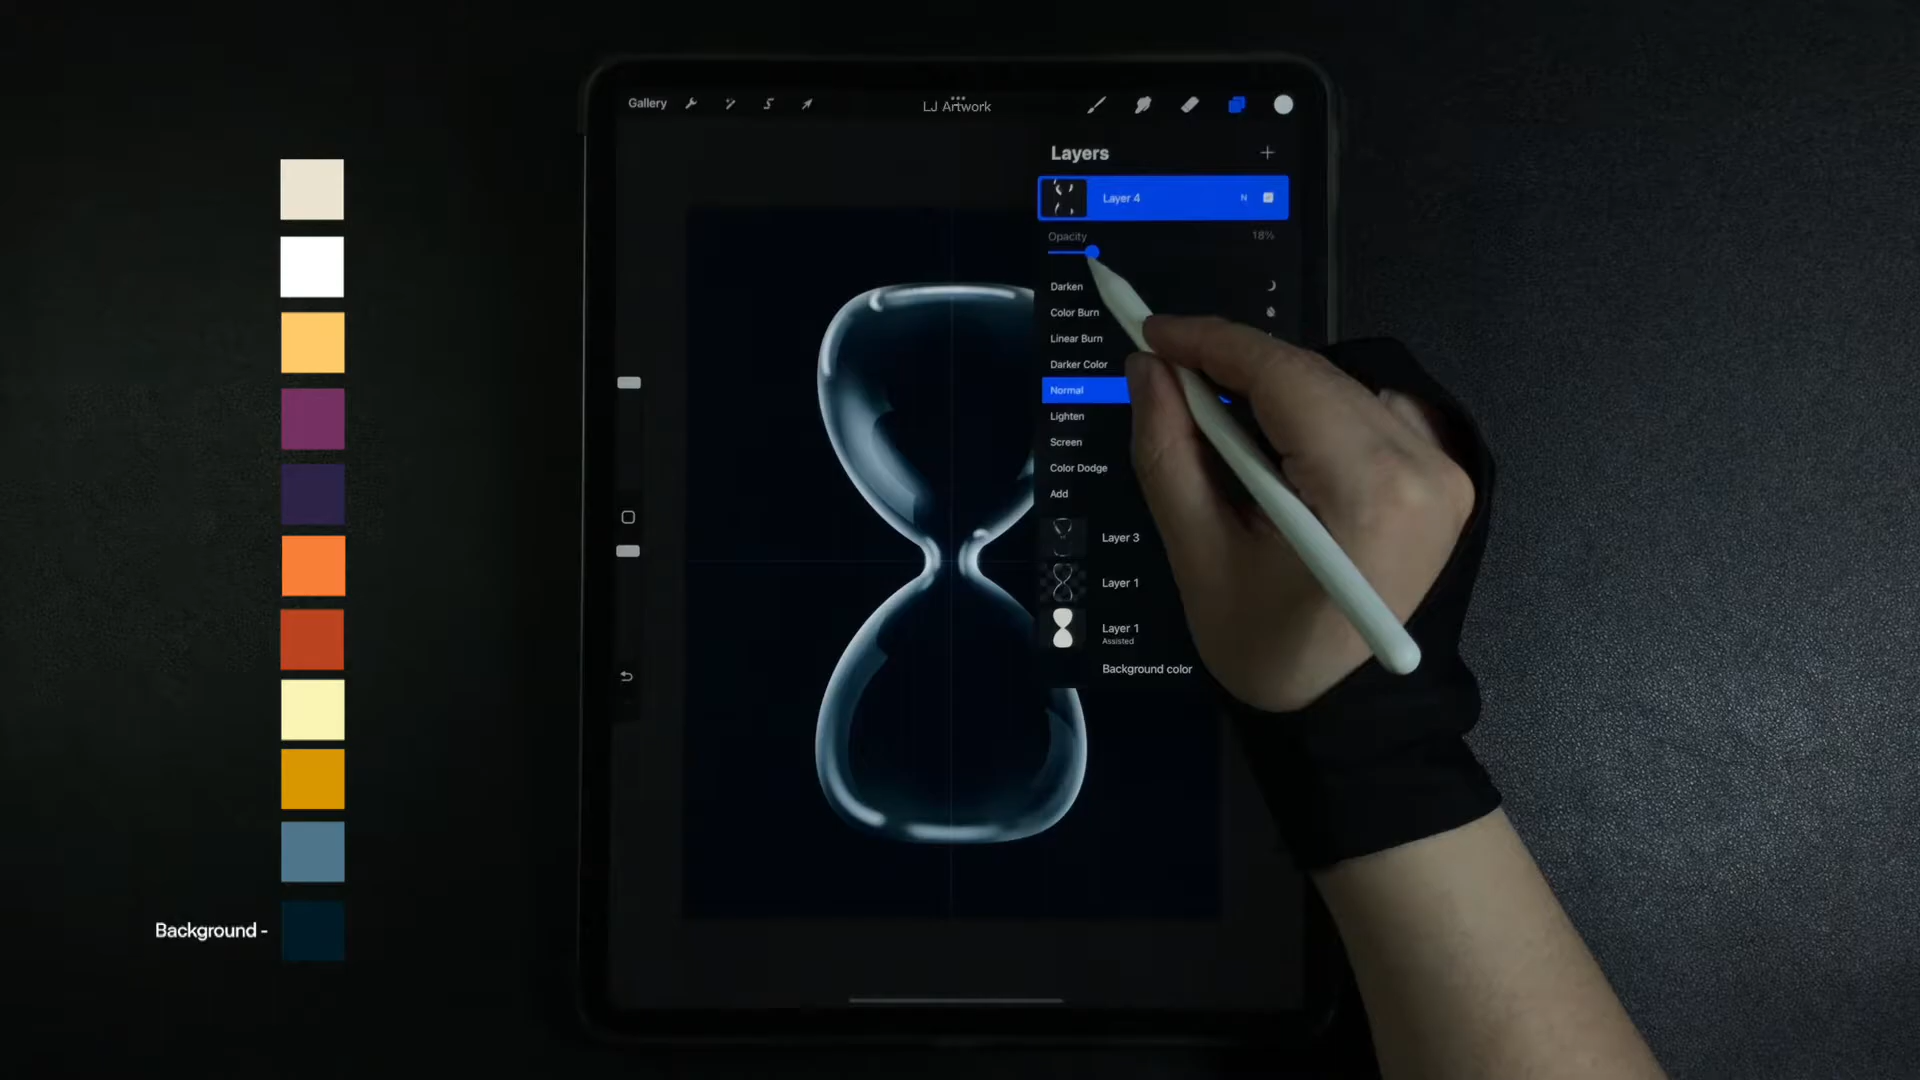 Gallery
LJ Artwork
Layers
Layer 4
N
Opacity
18%
Darken
Color Burn
Linear Burn
Darker Color
Normal
Lighten
Screen
Color Dodge
Add
Layer 3
Layer 1
Layer 1
Assisted
Background color
Background -